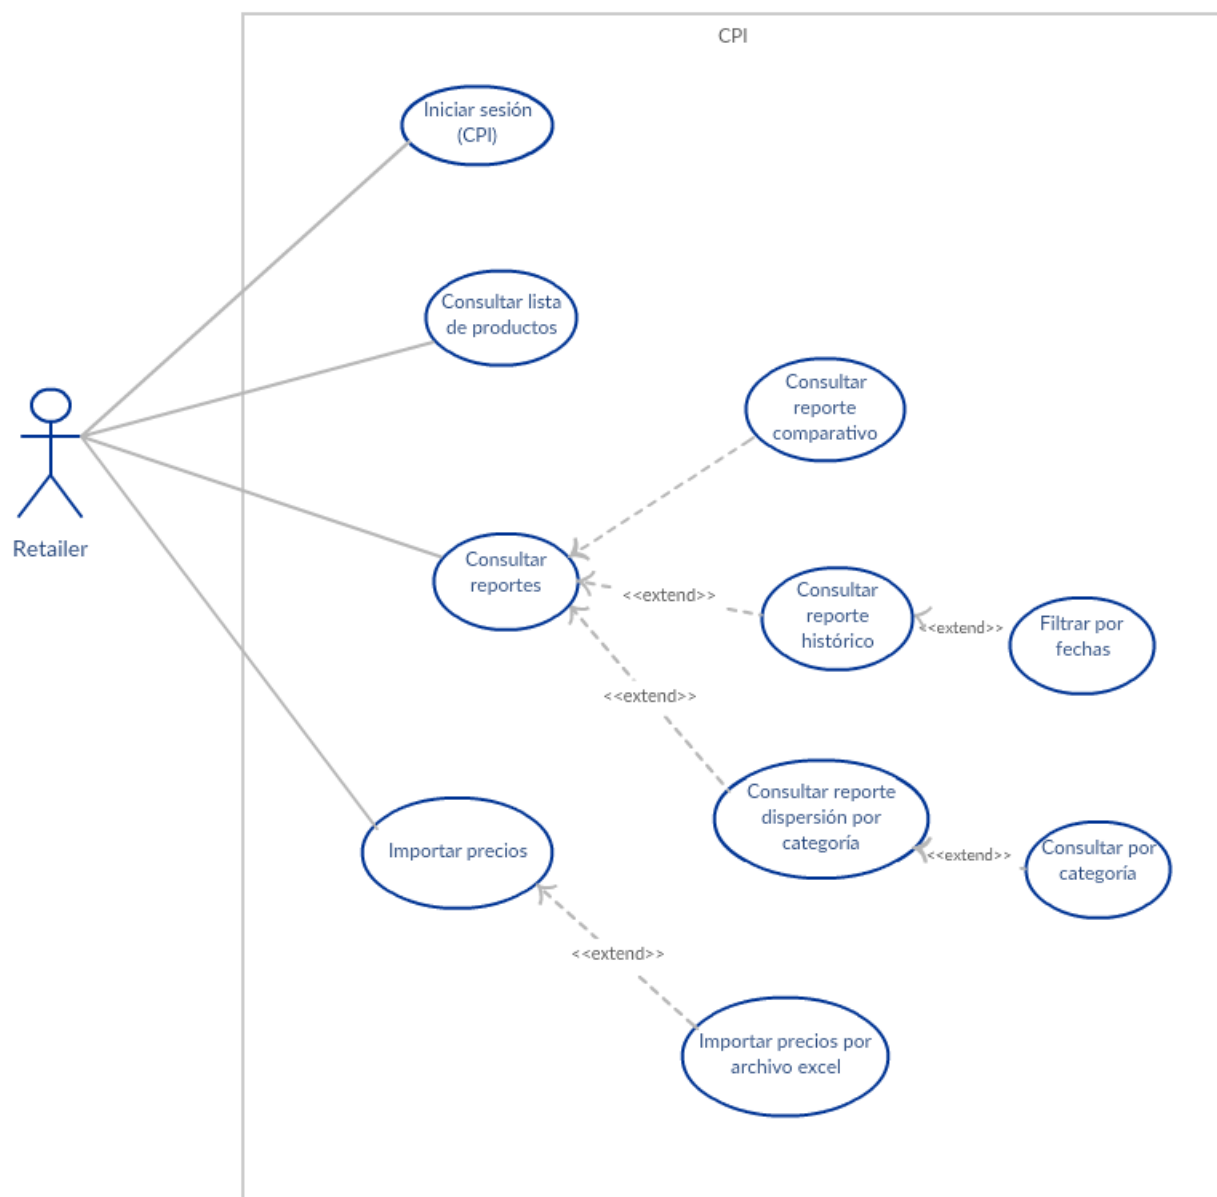 CPI
Iniciar sesión
(CPI)
Consultar lista
de productos
Consultar
reporte
comparativo
Retailer
Consultar
reportes
<<extend>>
Consultar
reporte
histórico
<<extend>>
Filtrar por
fechas
<<extend>>
Consultar reporte
dispersión por
categoría
<<extend>>
Consultar por
categoría
Importar precios
<<extend>>
Importar precios por
archivo excel